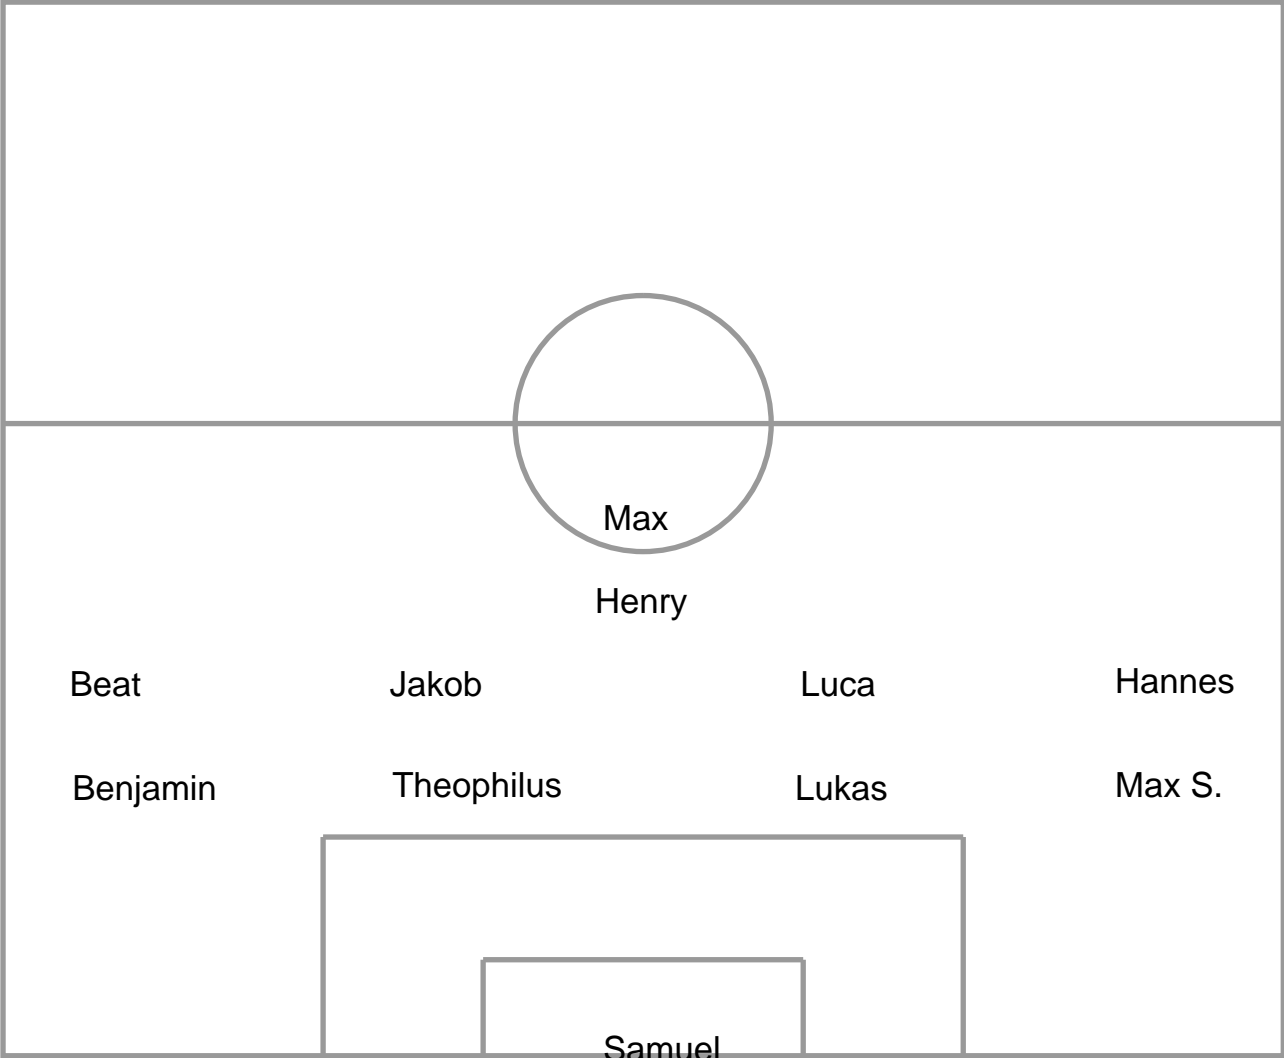 Max
Henry
Beat Jakob Luca Hannes
Benjamin Theophilus Lukas Max S.
Samuel